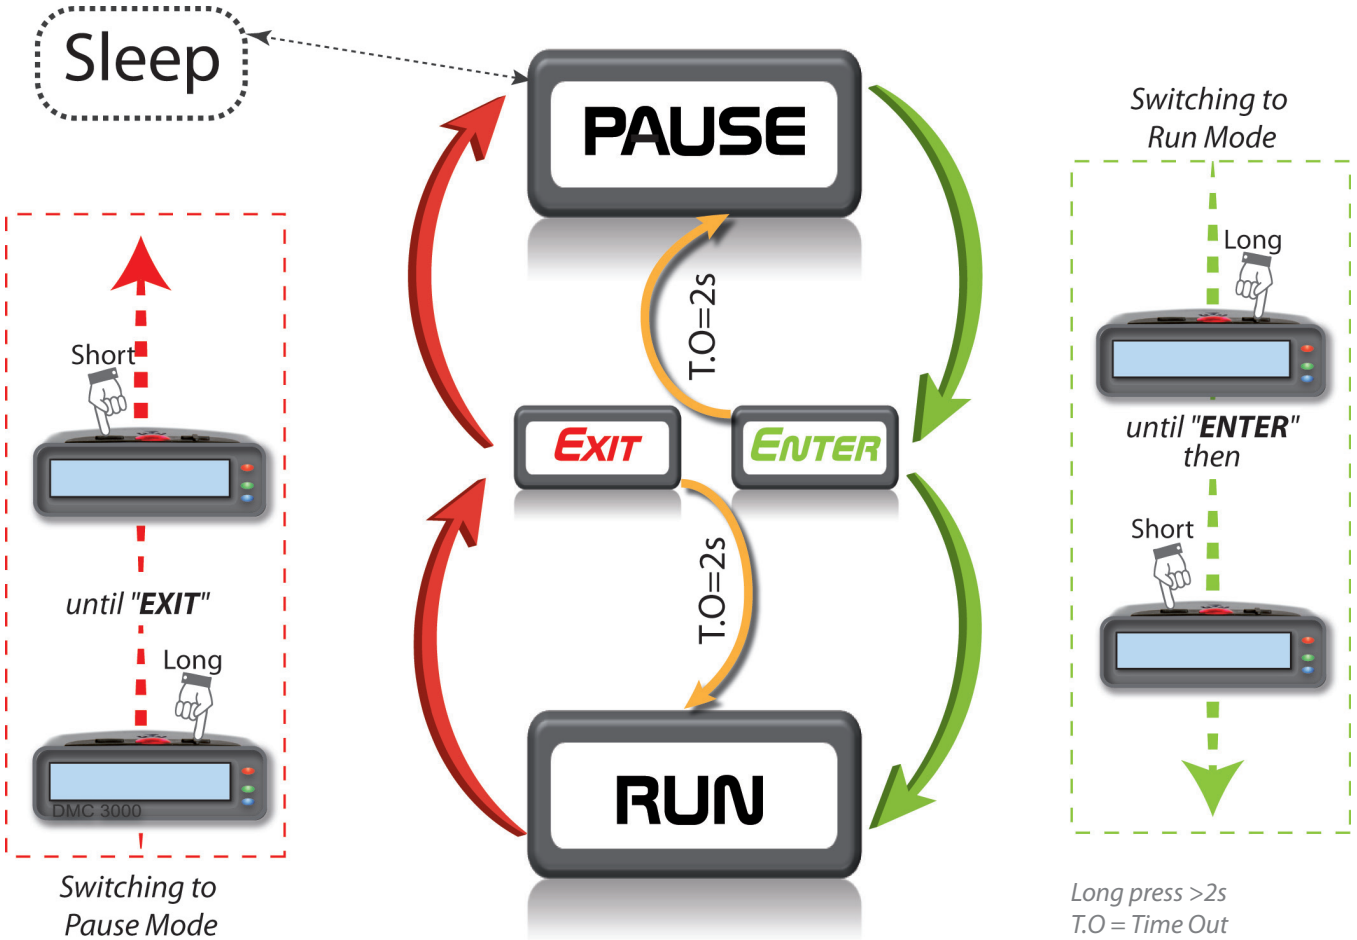 Sleep
PAUSE
Switching to
Run Mode
Long
T.O=2s
Short
EXIT
ENTER
until "ENTER"
then
Short
T.O=2s
until "EXIT"
Long
RUN
DMC 3000
Switching to
Pause Mode
Long press >2s
T.O = Time Out